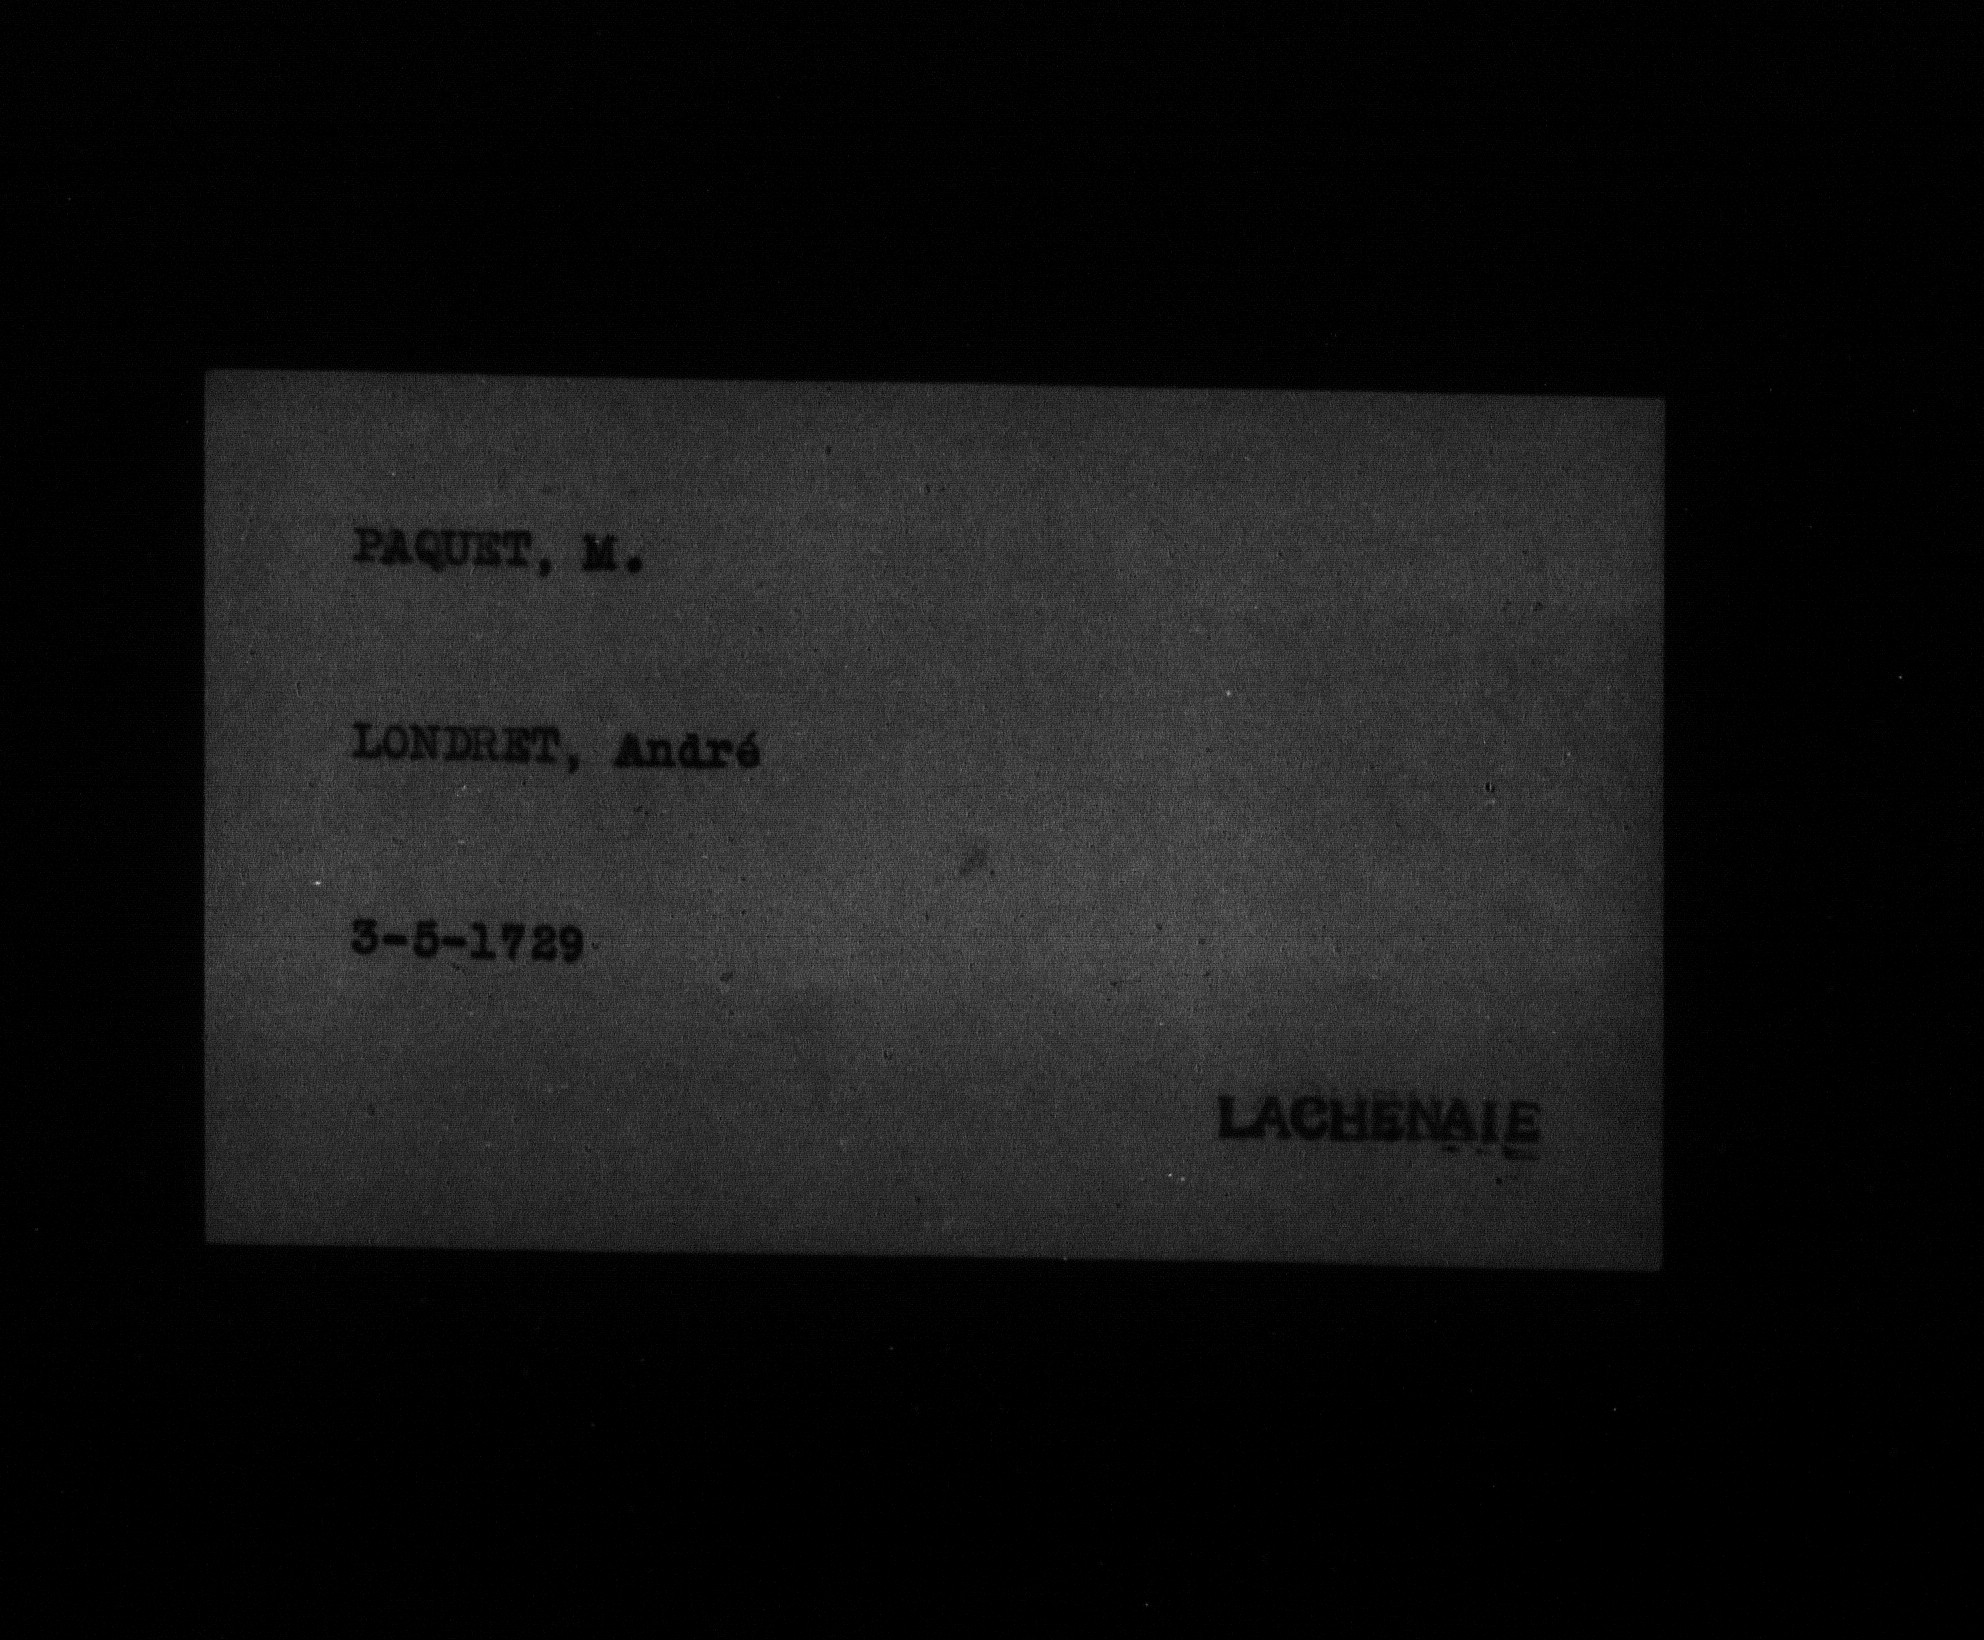 PAQUET, M.
LONDRET, André
3-5-1729
LACHENAIE